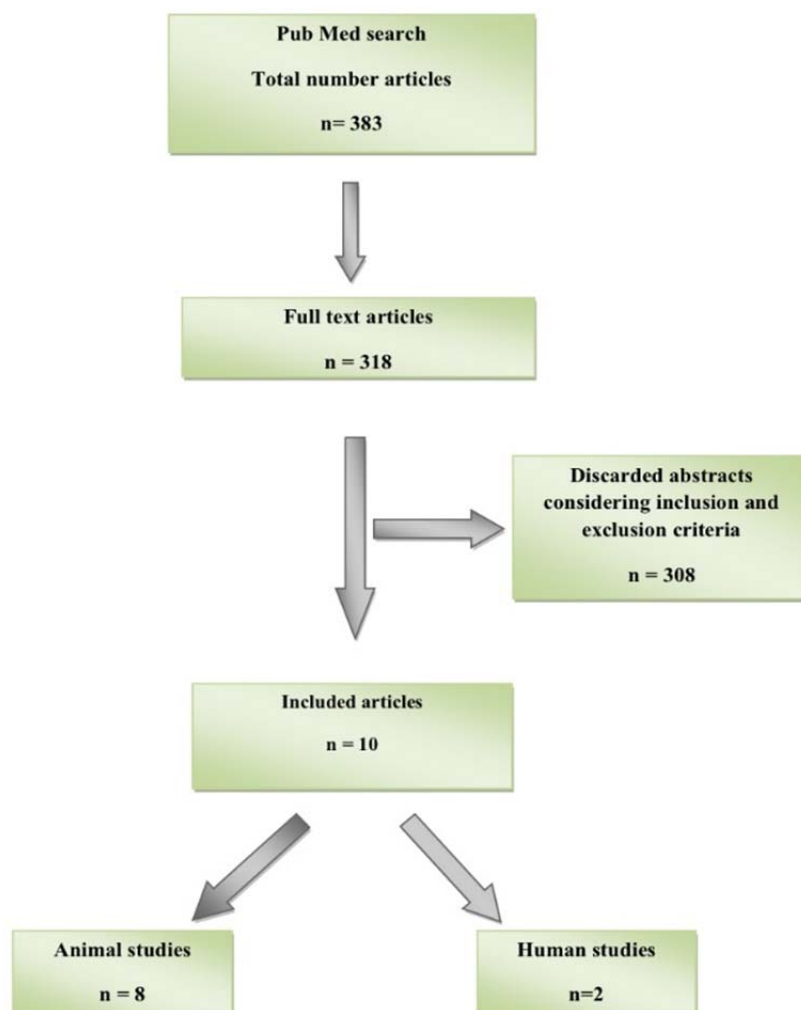 Pub Med search
Total number articles
n= 383
Full text articles
n = 318
Discarded abstracts
considering inclusion and
exclusion criteria
n = 308
Included articles
n = 10
Animal studies
n = 8
Human studies
n=2